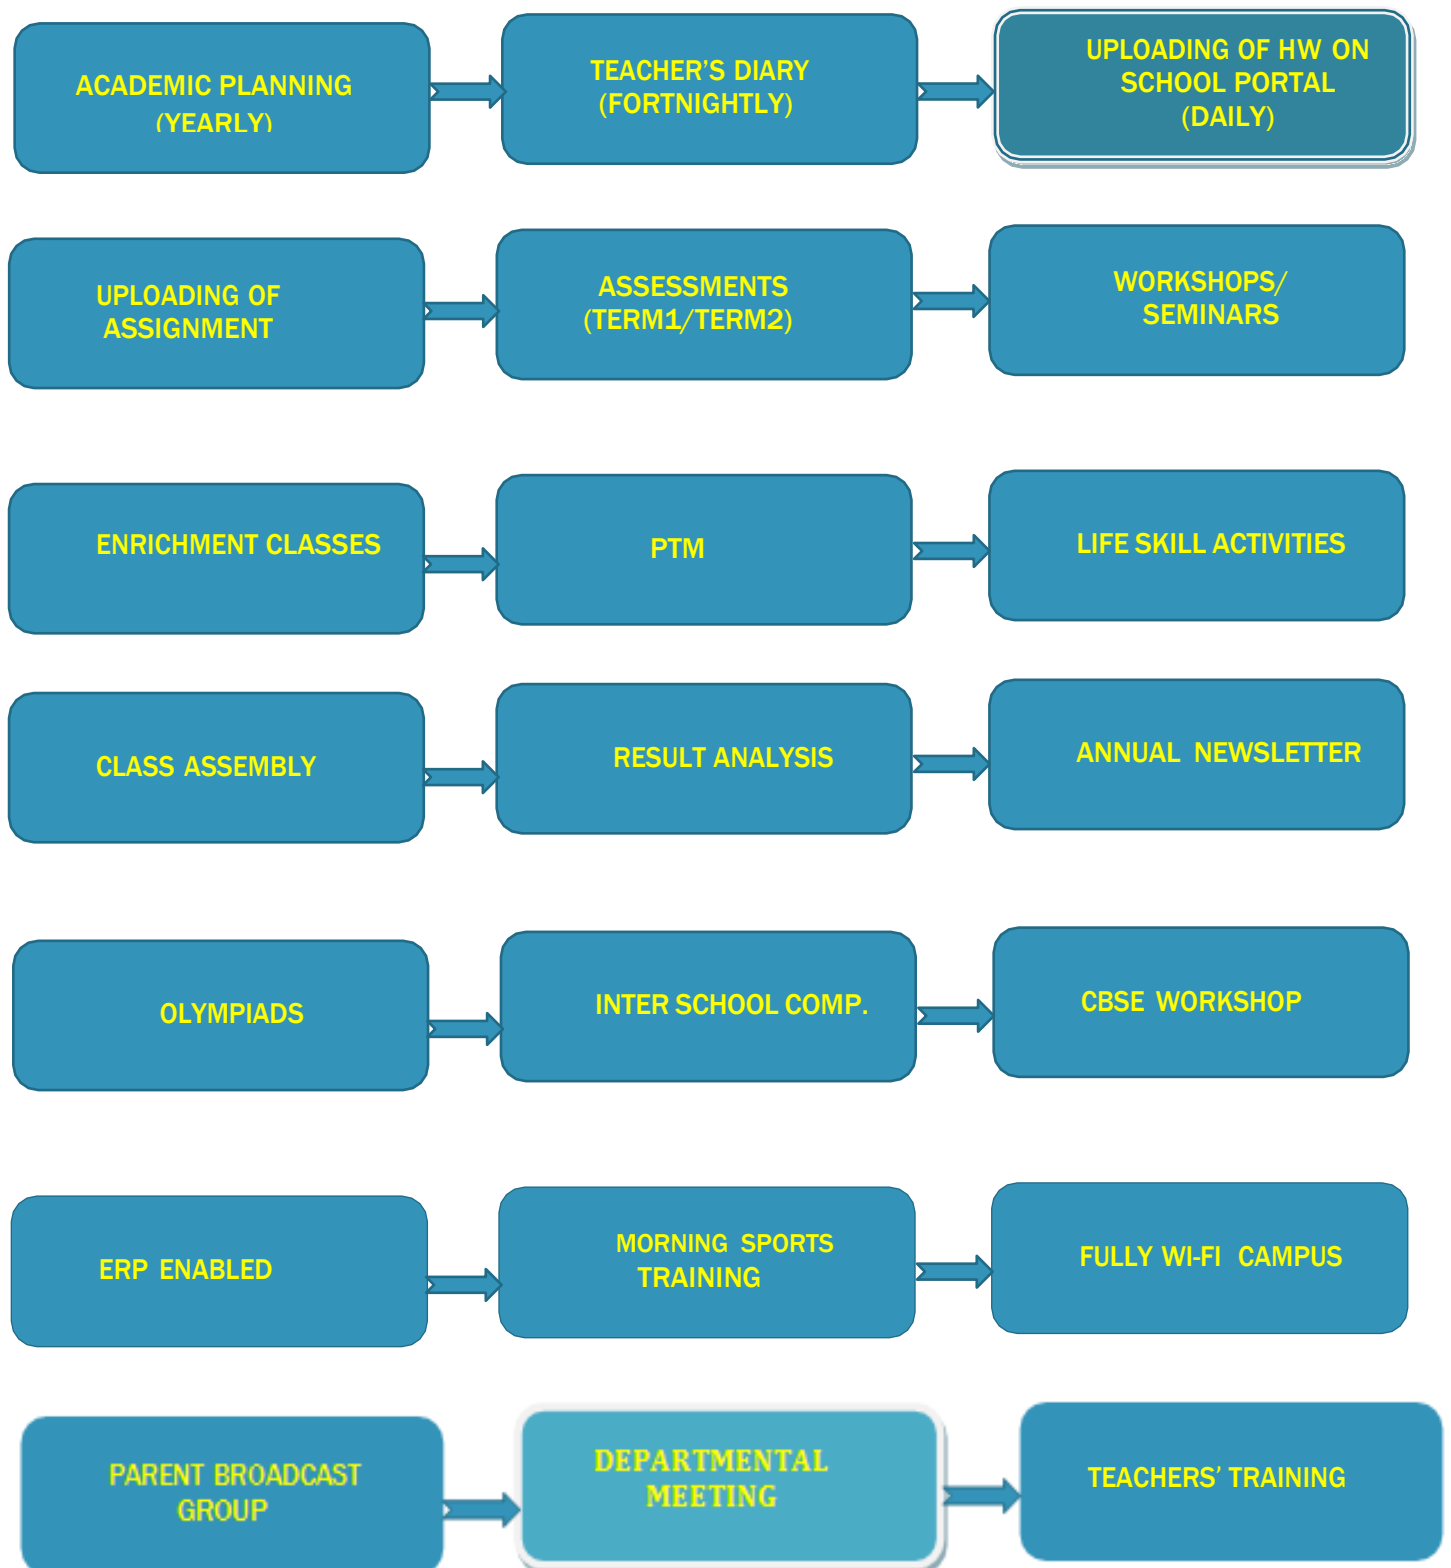 ACADEMIC PLANNING
(YEARLY)
TEACHER'S DIARY
(FORTNIGHTLY)
UPLOADING OF HW ON
SCHOOL PORTAL
(DAILY)
UPLOADING OF
ASSIGNMENT
ASSESSMENTS
(TERM1/TERM2)
WORKSHOPS/
SEMINARS
ENRICHMENT CLASSES
PTM
LIFE SKILL ACTIVITIES
CLASS ASSEMBLY
RESULT ANALYSIS
ANNUAL NEWSLETTER
OLYMPIADS
INTER SCHOOL COMP.
CBSE WORKSHOP
ERP ENABLED
MORNING SPORTS
TRAINING
FULLY WI-FI CAMPUS
PARENT BROADCAST
GROUP
DEPARTMENTAL
MEETING
TEACHERS' TRAINING